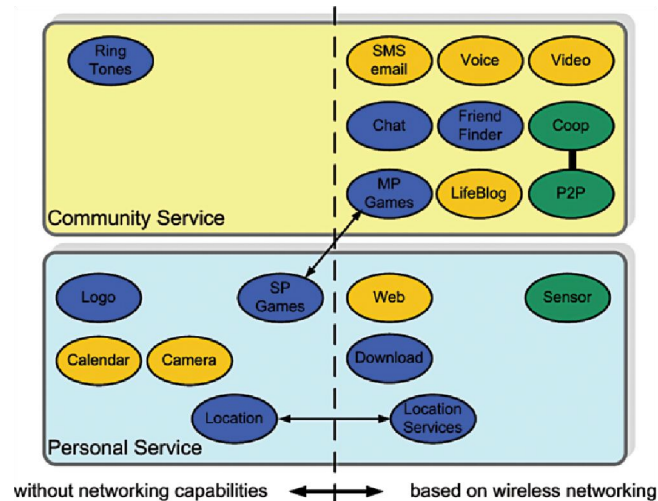 Ring
Tones
SMS
email
Voice
Video
Chat
Friend
Finder
Coop
MP
Games
LifeBlog
P2P
Community Service
Logo
SP
Games
Web
Sensor
Calendar
Camera
Download
Location
Location
Services
Personal Service
without networking capabilities
based on wireless networking